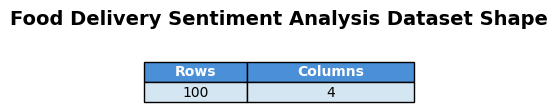 Food Delivery Sentiment Analysis Dataset Shape
Rows Columns
100 4